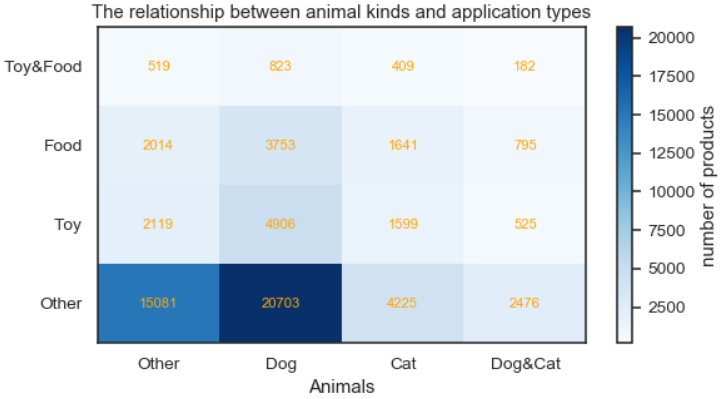 The relationship between animal kinds and application types
Toy&Food 519 823 409 182
Food 2014 3753 1641 795
Toy 2119 4906 1599 525
Other 15081 20703 4225 2476
Other Dog Cat Dog&Cat
Animals
20000
17500
15000
12500
10000
7500
5000
2500
number of products